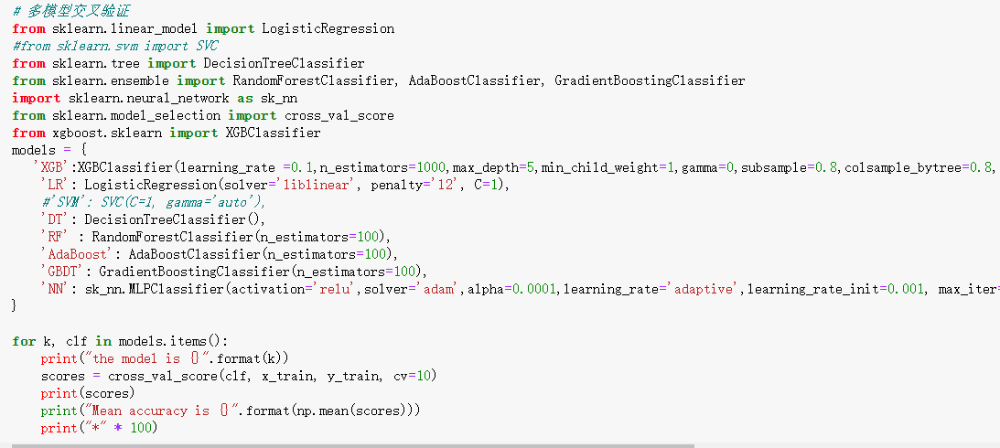 # 多模型交叉验证
from sklearn.linear_model import LogisticRegression
#from sklearn.svm import SVC
from sklearn.tree import DecisionTreeClassifier
from sklearn.ensemble import RandomForestClassifier, AdaBoostClassifier, GradientBoostingClassifier
import sklearn.neural_network as sk_nn
from sklearn.model_selection import cross_val_score
from xgboost.sklearn import XGBClassifier
models = {
'XGB':XGBClassifier(learning_rate =0.1,n_estimators=1000,max_depth=5,min_child_weight=1,gamma=0,subsample=0.8,colsample_bytree=0.8,
'LR': LogisticRegression(solver='liblinear', penalty='l2', C=1),
#'SVM': SVC(C=1, gamma='auto'),
'DT': DecisionTreeClassifier(),
'RF' : RandomForestClassifier(n_estimators=100),
'AdaBoost': AdaBoostClassifier(n_estimators=100),
'GBDT': GradientBoostingClassifier(n_estimators=100),
'NN': sk_nn.MLPClassifier(activation='relu',solver='adam',alpha=0.0001,learning_rate='adaptive',learning_rate_init=0.001, max_iter=
}
for k, clf in models.items():
print("the model is {}".format(k))
scores = cross_val_score(clf, x_train, y_train, cv=10)
print(scores)
print("Mean accuracy is {}".format(np.mean(scores)))
print("*" * 100)